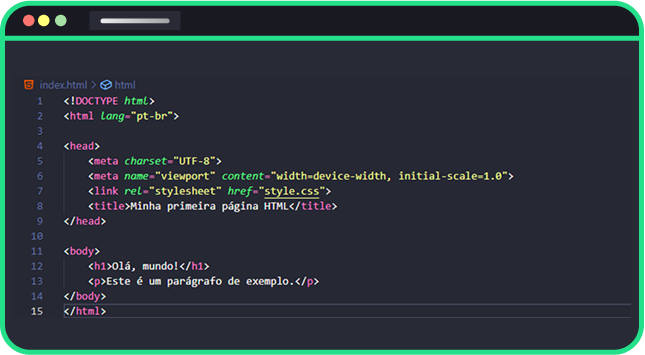 index.html > html
1 <!DOCTYPE html>
2 <html lang="pt-br">
3
4 <head>
5     <meta charset="UTF-8">
6     <meta name="viewport" content="width=device-width, initial-scale=1.0">
7     <link rel="stylesheet" href="style.css">
8     <title>Minha primeira página HTML</title>
9 </head>
10
11 <body>
12     <h1>Olá, mundo!</h1>
13     <p>Este é um parágrafo de exemplo.</p>
14 </body>
15 </html>